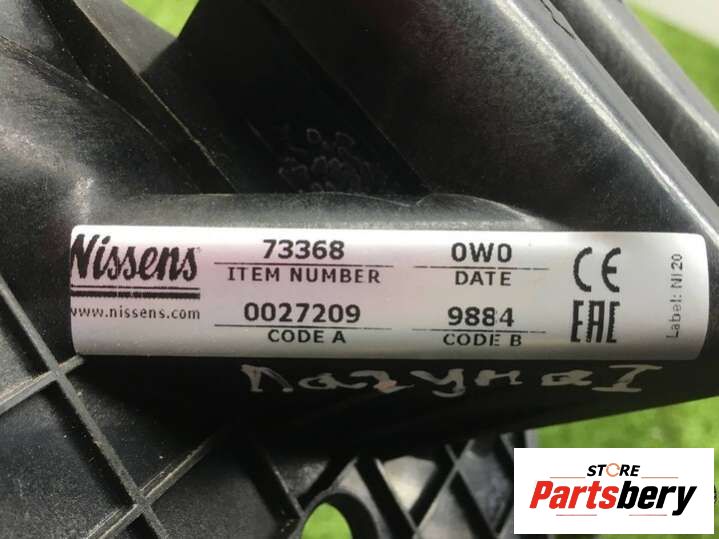 Nissens 73368 0W0 CE
ITEM NUMBER DATE
www.nissens.com 0027209 9884 EAC
CODE A CODE B
Label: NI 20
Лагуна I
STORE
Partsbery